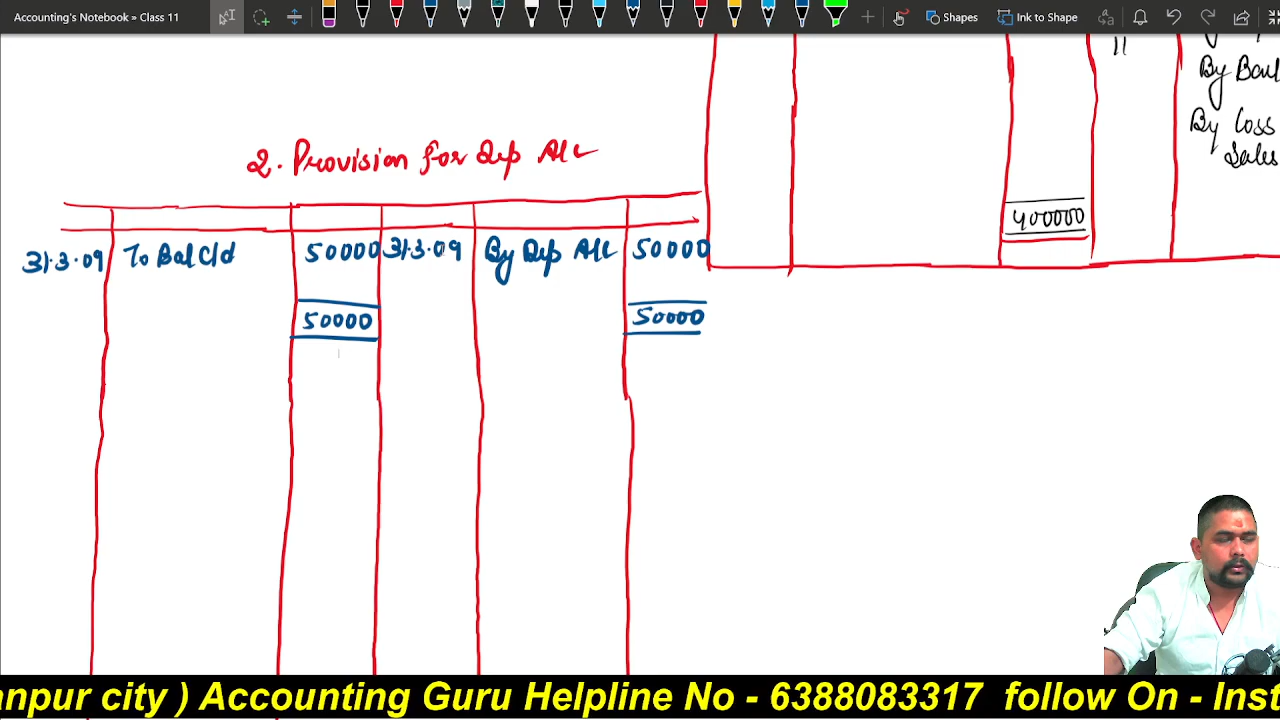 Accounting's Notebook » Class 11
Shapes
Ink to Shape
By Ban
By Loss
Sales
400000
2. Provision for Dep A/c
31.3.09 To Bal C/d 50000 31.3.09 By Dep A/c 50000
50000 50000
anpur city ) Accounting Guru Helpline No - 6388083317 follow On - Inst